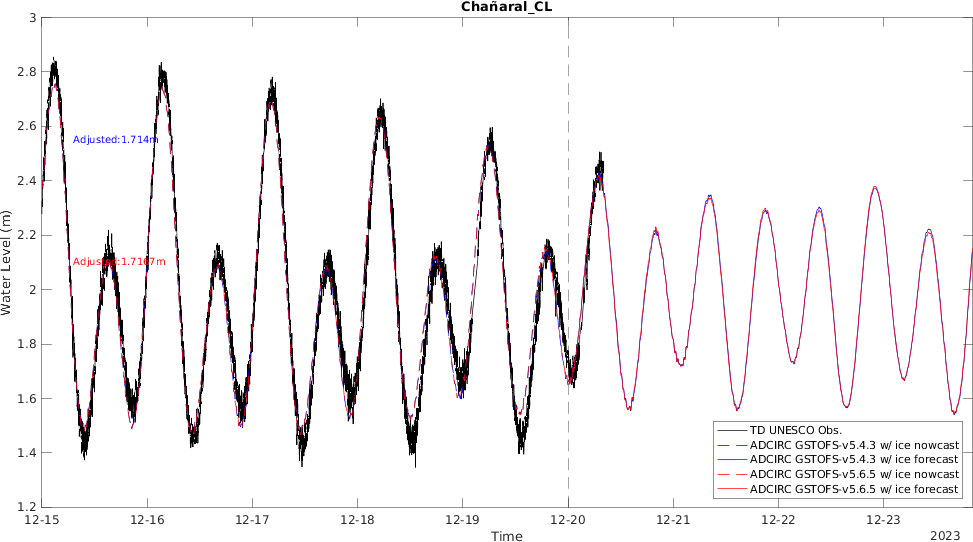 Chañaral_CL
3
2.8
2.6
2.4
2.2
2
1.8
1.6
1.4
1.2
Water Level (m)
Adjusted:1.714m
Adjusted:1.7167m
TD UNESCO Obs.
ADCIRC GSTOFS-v5.4.3 w/ ice nowcast
ADCIRC GSTOFS-v5.4.3 w/ ice forecast
ADCIRC GSTOFS-v5.6.5 w/ ice nowcast
ADCIRC GSTOFS-v5.6.5 w/ ice forecast
12-15 12-16 12-17 12-18 12-19 12-20 12-21 12-22 12-23
Time
2023